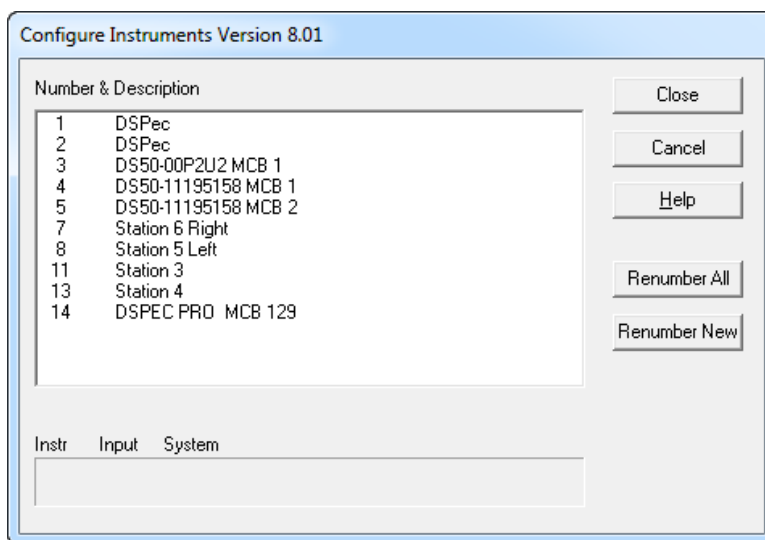 Configure Instruments Version 8.01
Number & Description
1 DSPec
2 DSPec
3 DS50-00P2U2 MCB 1
4 DS50-11195158 MCB 1
5 DS50-11195158 MCB 2
7 Station 6 Right
8 Station 5 Left
11 Station 3
13 Station 4
14 DSPEC PRO MCB 129
Close
Cancel
Help
Renumber All
Renumber New
Instr Input System